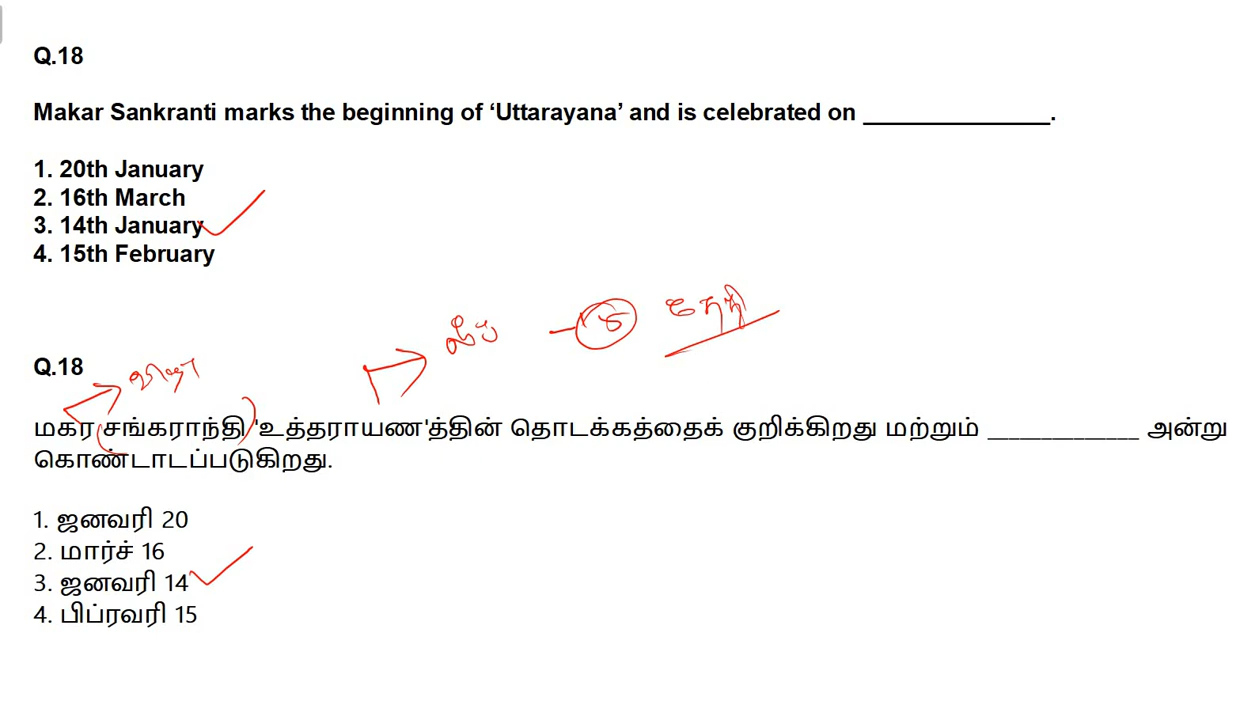 Q.18
Makar Sankranti marks the beginning of ‘Uttarayana’ and is celebrated on ______________.
1. 20th January
2. 16th March
3. 14th January
4. 15th February
Q.18
மகர சங்கராந்தி 'உத்தராயண'த்தின் தொடக்கத்தைக் குறிக்கிறது மற்றும் ____________ அன்று
கொண்டாடப்படுகிறது.
1. ஜனவரி 20
2. மார்ச் 16
3. ஜனவரி 14
4. பிப்ரவரி 15